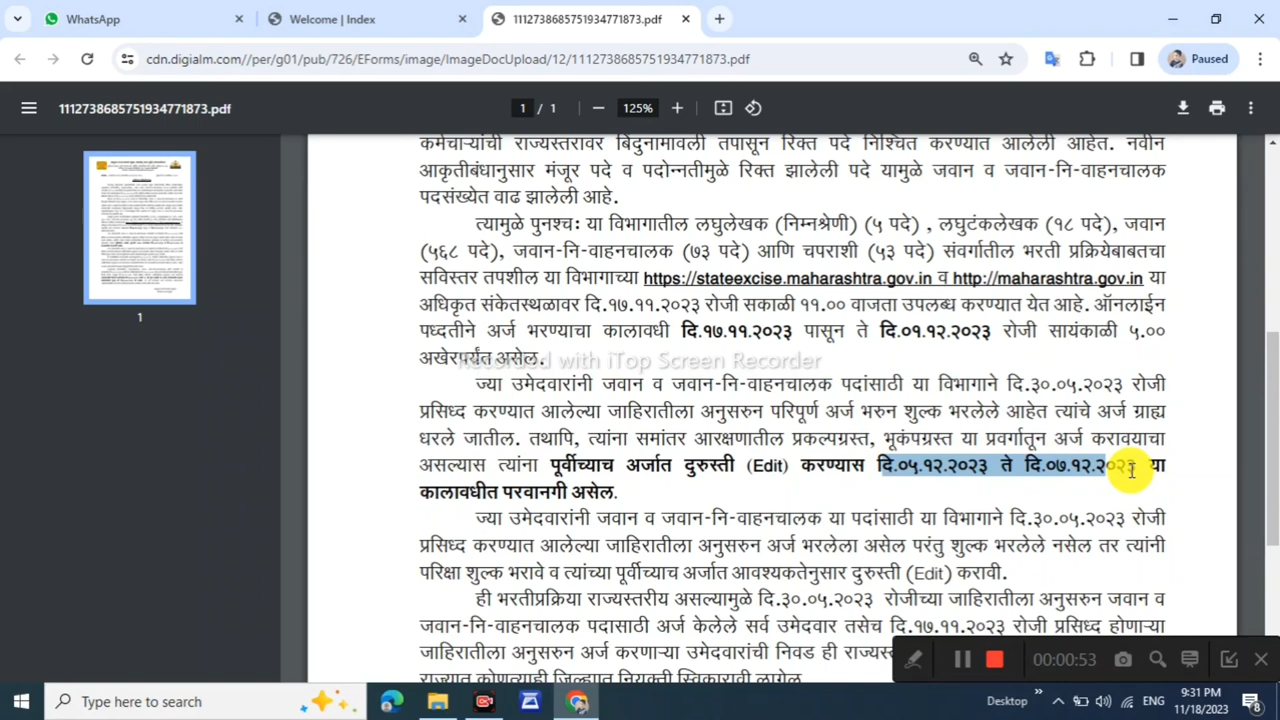 WhatsApp
Welcome | Index
1112738685751934771873.pdf
cdn.digialm.com//per/g01/pub/726/EForms/image/ImageDocUpload/12/1112738685751934771873.pdf
Paused
1112738685751934771873.pdf
1 / 1
125%
1
कर्मचाऱ्यांची राज्यस्तरावर बिंदुनामावली तपासून रिक्त पदे निश्चित करण्यात आलेली आहेत. नवीन
आकृतीबंधानुसार मंजूर पदे व पदोन्नतीमुळे रिक्त झालेली पदे यामुळे जवान व जवान-नि-वाहनचालक
पदसंख्येत वाढ झालेली आहे.
त्यामुळे पुनश्च: या विभागातील लघुलेखक (निम्नश्रेणी) (५ पदे) , लघुटंकलेखक (१८ पदे), जवान
(५६८ पदे), जवान-नि-वाहनचालक (७३ पदे) आणि चपराशी (५३ पदे) संवर्गातील भरती प्रक्रियेबाबतचा
सविस्तर तपशील या विभागाच्या https://stateexcise.maharashtra.gov.in व http://maharashtra.gov.in या
अधिकृत संकेतस्थळावर दि.१७.११.२०२३ रोजी सकाळी ११.०० वाजता उपलब्ध करण्यात येत आहे. ऑनलाईन
पध्दतीने अर्ज भरण्याचा कालावधी दि.१७.११.२०२३ पासून ते दि.०१.१२.२०२३ रोजी सायंकाळी ५.००
अखेरपर्यंत असेल.
Recorded with iTop Screen Recorder
ज्या उमेदवारांनी जवान व जवान-नि-वाहनचालक पदांसाठी या विभागाने दि.३०.०५.२०२३ रोजी
प्रसिध्द करण्यात आलेल्या जाहिरातीला अनुसरुन परिपूर्ण अर्ज भरुन शुल्क भरलेले आहेत त्यांचे अर्ज ग्राह्य
धरले जातील. तथापि, त्यांना समांतर आरक्षणातील प्रकल्पग्रस्त, भूकंपग्रस्त या प्रवर्गातून अर्ज करावयाचा
असल्यास त्यांना पूर्वीच्याच अर्जात दुरुस्ती (Edit) करण्यास दि.०५.१२.२०२३ ते दि.०७.१२.२०२३ या
कालावधीत परवानगी असेल.
ज्या उमेदवारांनी जवान व जवान-नि-वाहनचालक या पदांसाठी या विभागाने दि.३०.०५.२०२३ रोजी
प्रसिध्द करण्यात आलेल्या जाहिरातीला अनुसरुन अर्ज भरलेला असेल परंतु शुल्क भरलेले नसेल तर त्यांनी
परिक्षा शुल्क भरावे व त्यांच्या पूर्वीच्याच अर्जात आवश्यकतेनुसार दुरुस्ती (Edit) करावी.
ही भरतीप्रक्रिया राज्यस्तरीय असल्यामुळे दि.३०.०५.२०२३ रोजीच्या जाहिरातीला अनुसरुन जवान व
जवान-नि-वाहनचालक पदासाठी अर्ज केलेले सर्व उमेदवार तसेच दि.१७.११.२०२३ रोजी प्रसिध्द होणाऱ्या
जाहिरातीला अनुसरुन अर्ज करणाऱ्या उमेदवारांची निवड ही
राज्यात कोणत्याही जिल्ह्यात नियुक्ती स्विकारावी लागेल.
00:00:53
Type here to search
Desktop
ENG
9:31 PM
11/18/2023
8